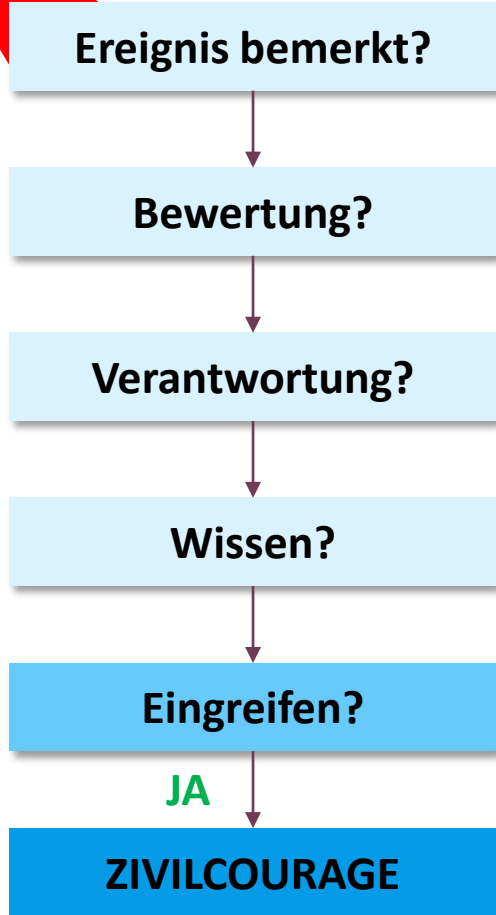 Ereignis bemerkt?
Bewertung?
Verantwortung?
Wissen?
Eingreifen?
JA
ZIVILCOURAGE